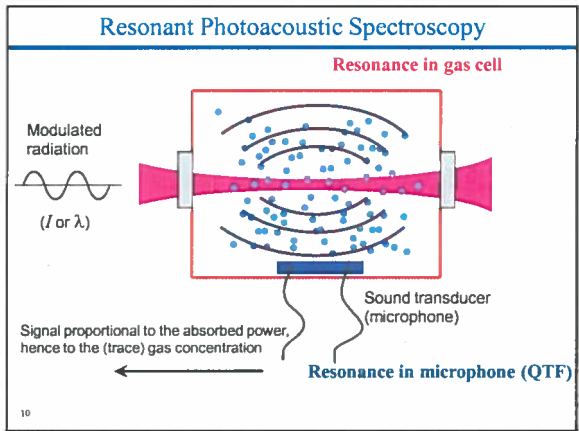 Resonant Photoacoustic Spectroscopy
Resonance in gas cell
Modulated
radiation
(I or λ)
Sound transducer
(microphone)
Signal proportional to the absorbed power,
hence to the (trace) gas concentration
Resonance in microphone (QTF)
10